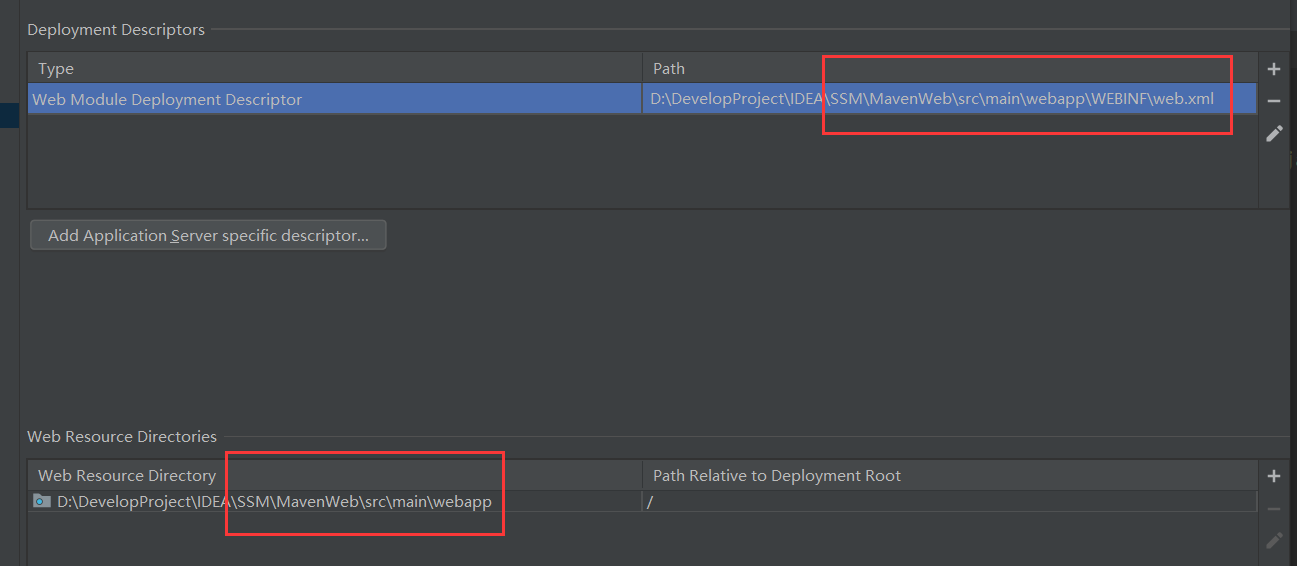 Deployment Descriptors
Type Path
Web Module Deployment Descriptor D:\DevelopProject\IDEA\SSM\MavenWeb\src\main\webapp\WEBINF\web.xml
Add Application Server specific descriptor...
Web Resource Directories
Web Resource Directory Path Relative to Deployment Root
D:\DevelopProject\IDEA\SSM\MavenWeb\src\main\webapp /